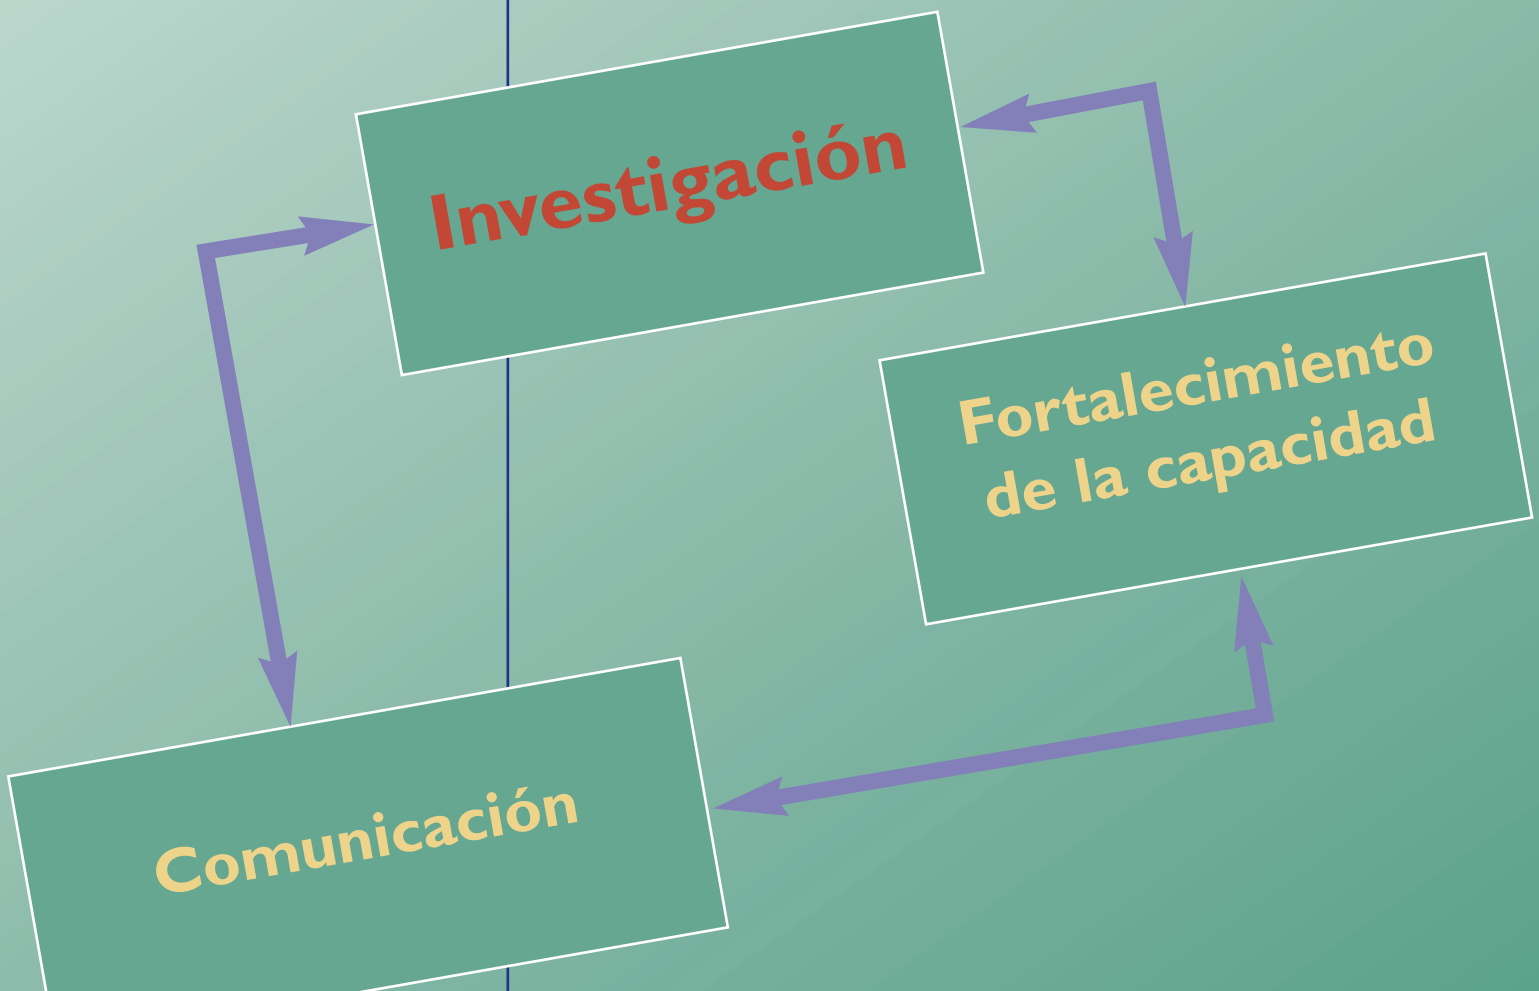 Investigación
Fortalecimiento
de la capacidad
Comunicación